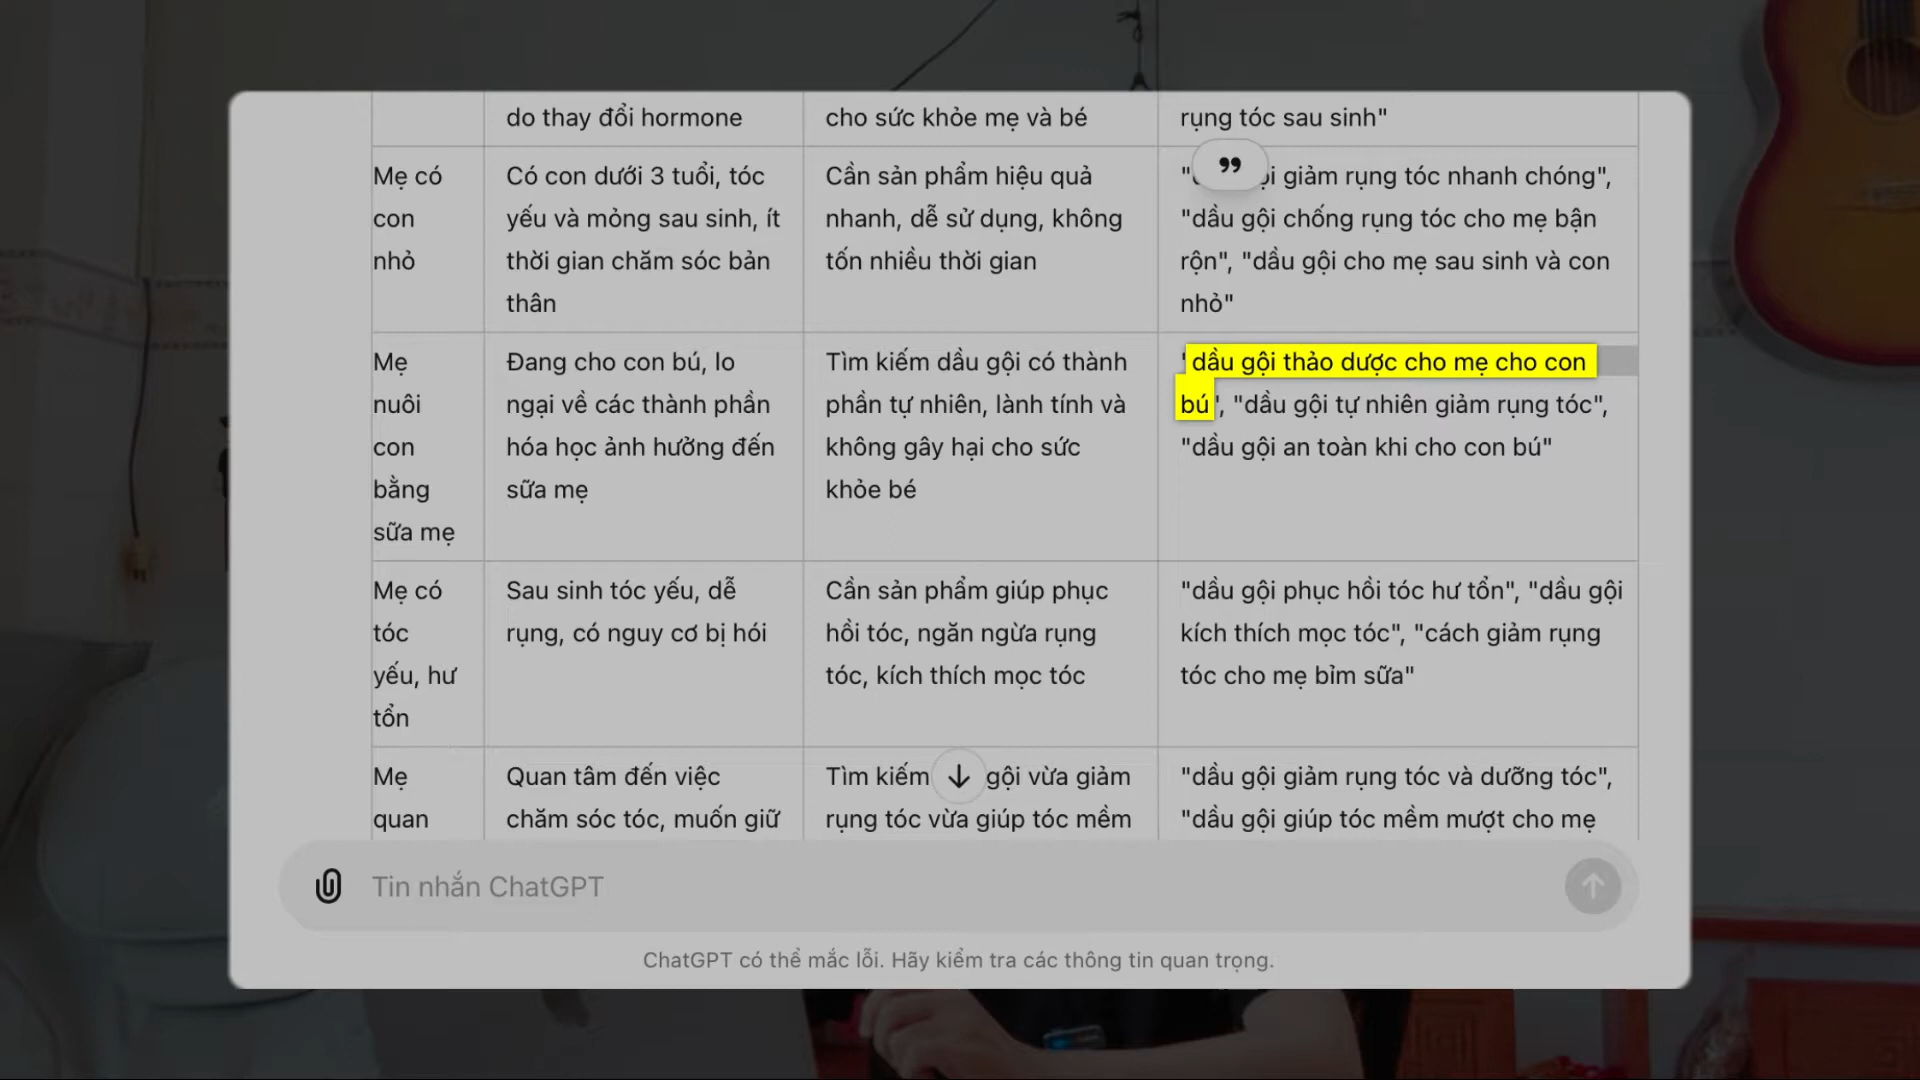 do thay đổi hormone
cho sức khỏe mẹ và bé
rụng tóc sau sinh"
Mẹ có
con
nhỏ
Có con dưới 3 tuổi, tóc
yếu và mỏng sau sinh, ít
thời gian chăm sóc bản
thân
Cần sản phẩm hiệu quả
nhanh, dễ sử dụng, không
tốn nhiều thời gian
giảm rụng tóc nhanh chóng",
"dầu gội chống rụng tóc cho mẹ bận
rộn", "dầu gội cho mẹ sau sinh và con
nhỏ"
Mẹ
nuôi
con
bằng
sữa mẹ
Đang cho con bú, lo
ngại về các thành phần
hóa học ảnh hưởng đến
sữa mẹ
Tìm kiếm dầu gội có thành
phần tự nhiên, lành tính và
không gây hại cho sức
khỏe bé
"dầu gội thảo dược cho mẹ cho con
bú", "dầu gội tự nhiên giảm rụng tóc",
"dầu gội an toàn khi cho con bú"
Mẹ có
tóc
yếu, hư
tổn
Sau sinh tóc yếu, dễ
rụng, có nguy cơ bị hói
Cần sản phẩm giúp phục
hồi tóc, ngăn ngừa rụng
tóc, kích thích mọc tóc
"dầu gội phục hồi tóc hư tổn", "dầu gội
kích thích mọc tóc", "cách giảm rụng
tóc cho mẹ bỉm sữa"
Mẹ
quan
Quan tâm đến việc
chăm sóc tóc, muốn giữ
Tìm kiếm gội vừa giảm
rụng tóc vừa giúp tóc mềm
"dầu gội giảm rụng tóc và dưỡng tóc",
"dầu gội giúp tóc mềm mượt cho mẹ
Tin nhắn ChatGPT
ChatGPT có thể mắc lỗi. Hãy kiểm tra các thông tin quan trọng.